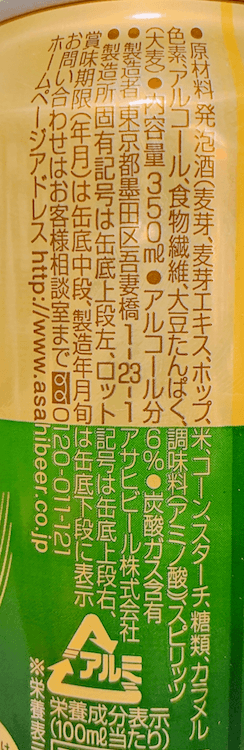 ●原材料 発泡酒(麦芽、麦芽エキス、ホップ、米、コーン、スターチ、糖類、カラメル
色素、アルコール、食物繊維、大豆たんぱく、調味料(アミノ酸)、スピリッツ
(大麦)●内容量 350㎖ ●アルコール分 6%●炭酸ガス含有
●製造者 東京都墨田区吾妻橋1-23-1 アサヒビール株式会社
●製造所固有記号は缶底上段左、ロット記号は缶底上段右、
賞味期限(年月)は缶底中段、製造年月旬は缶底下段に表示
お問い合わせはお客様相談室まで 0120-011-121
ホームページアドレス http://www.asahibeer.co.jp
アルミ
栄養成分表示
(100ml当たり)
※栄養表